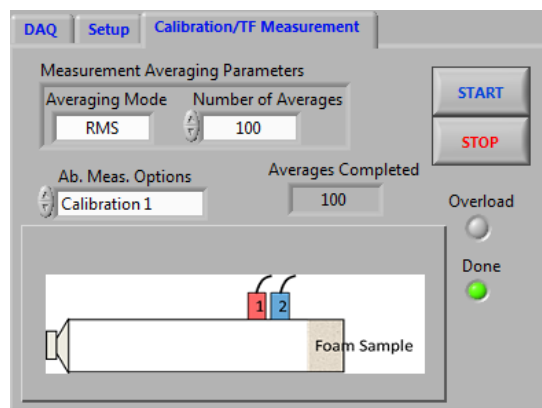 DAQ Setup Calibration/TF Measurement
Measurement Averaging Parameters
Averaging Mode Number of Averages
RMS 100
START
STOP
Ab. Meas. Options Averages Completed
Calibration 1 100
Overload
Done
1 2
Foam Sample